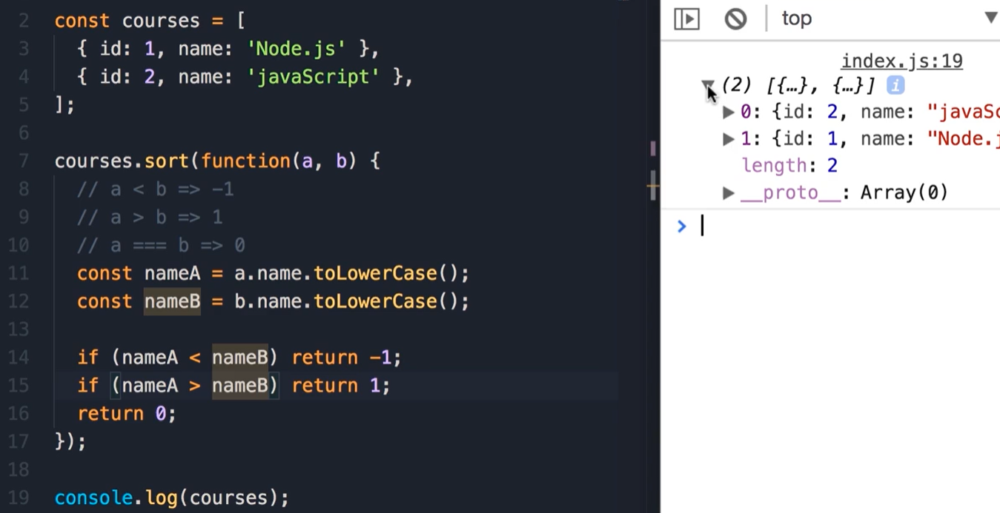 2 const courses = [
3 { id: 1, name: 'Node.js' },
4 { id: 2, name: 'javaScript' },
5 ];
6
7 courses.sort(function(a, b) {
8 // a < b => -1
9 // a > b => 1
10 // a === b => 0
11 const nameA = a.name.toLowerCase();
12 const nameB = b.name.toLowerCase();
13
14 if (nameA < nameB) return -1;
15 if (nameA > nameB) return 1;
16 return 0;
17 });
18
19 console.log(courses);
top
index.js:19
(2) [{…}, {…}] i
0: {id: 2, name: "javaSc
1: {id: 1, name: "Node.j
length: 2
__proto__: Array(0)
>